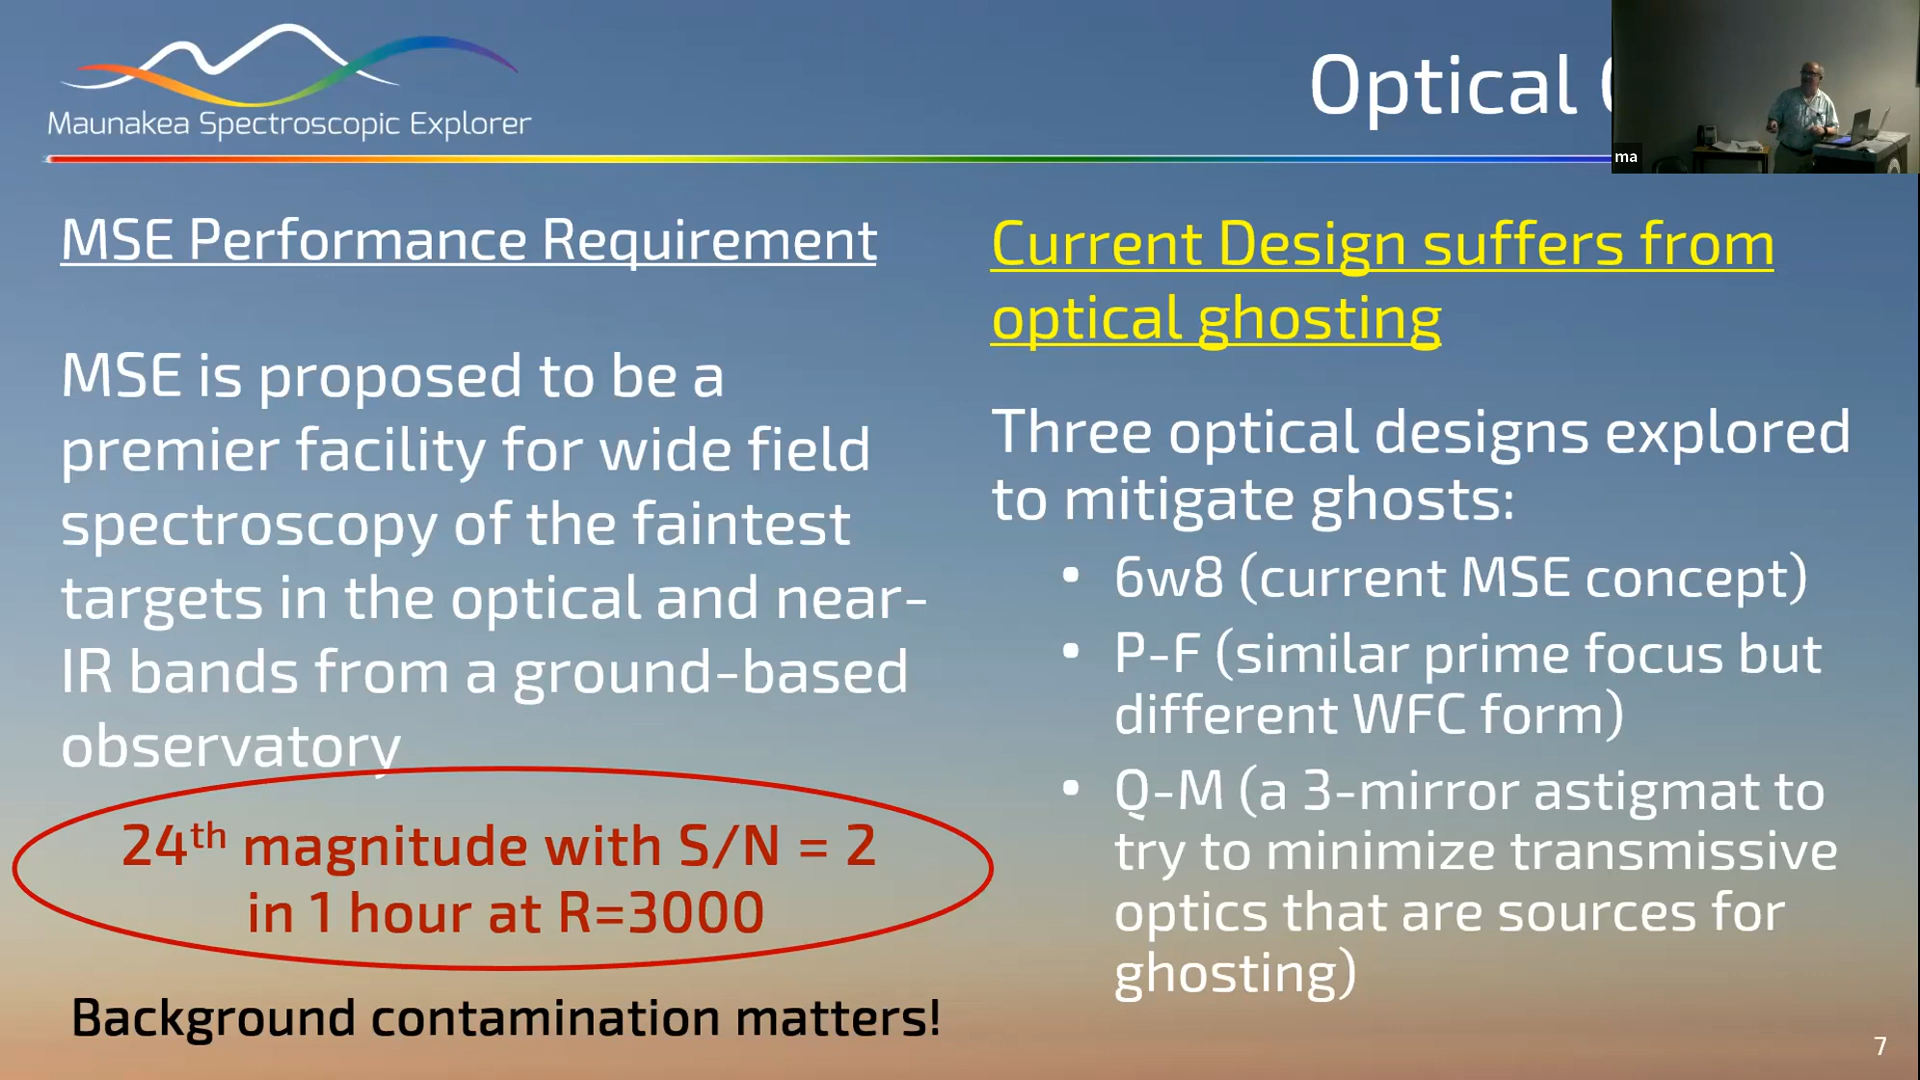 Maunakea Spectroscopic Explorer
Optical
ma
MSE Performance Requirement
MSE is proposed to be a
premier facility for wide field
spectroscopy of the faintest
targets in the optical and near-
IR bands from a ground-based
observatory
24th magnitude with S/N = 2
in 1 hour at R=3000
Background contamination matters!
Current Design suffers from
optical ghosting
Three optical designs explored
to mitigate ghosts:
• 6w8 (current MSE concept)
• P-F (similar prime focus but
different WFC form)
• Q-M (a 3-mirror astigmat to
try to minimize transmissive
optics that are sources for
ghosting)
7